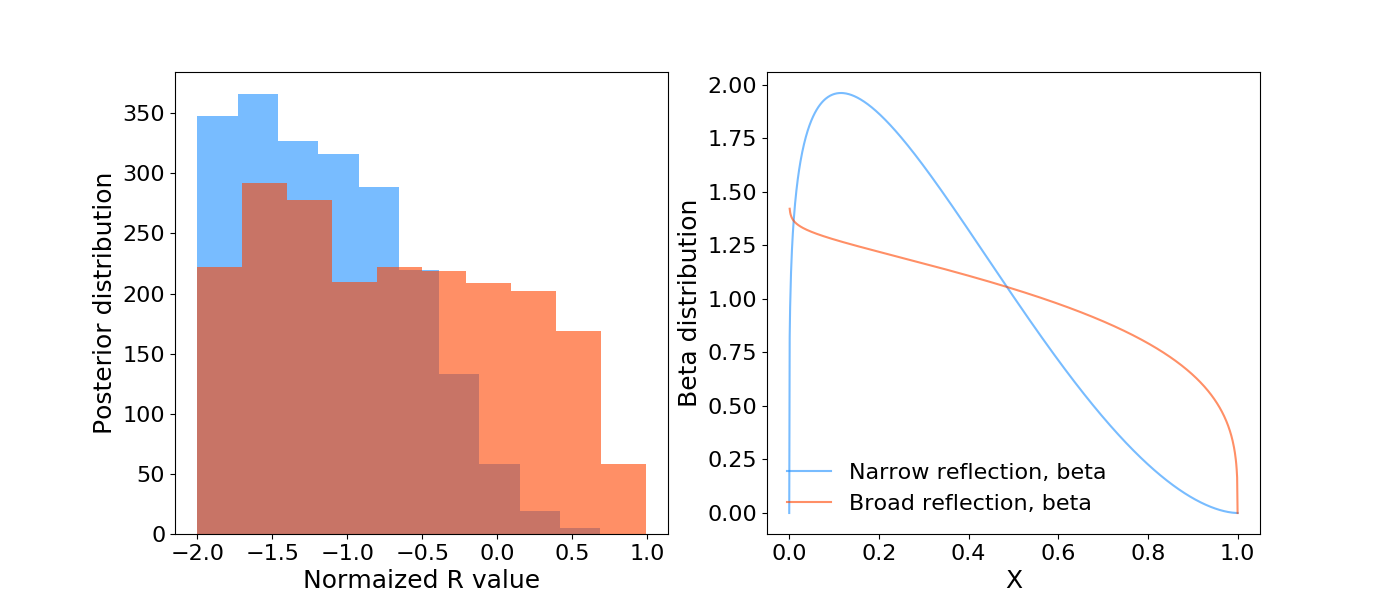 Posterior distribution
350
300
250
200
150
100
50
0
−2.0 −1.5 −1.0 −0.5 0.0 0.5 1.0
Normaized R value
Beta distribution
2.00
1.75
1.50
1.25
1.00
0.75
0.50
0.25
0.00
Narrow reflection, beta
Broad reflection, beta
0.0 0.2 0.4 0.6 0.8 1.0
X